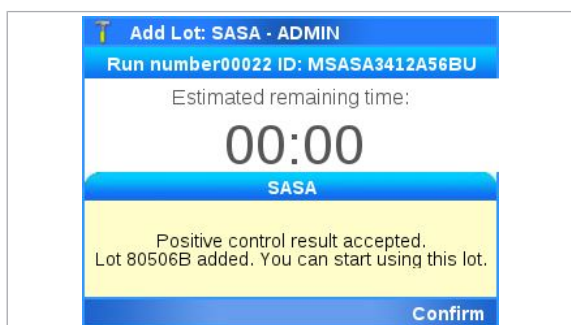 Add Lot: SASA - ADMIN
Run number00022 ID: MSASA3412A56BU
Estimated remaining time:
00:00
SASA
Positive control result accepted.
Lot 80506B added. You can start using this lot.
Confirm